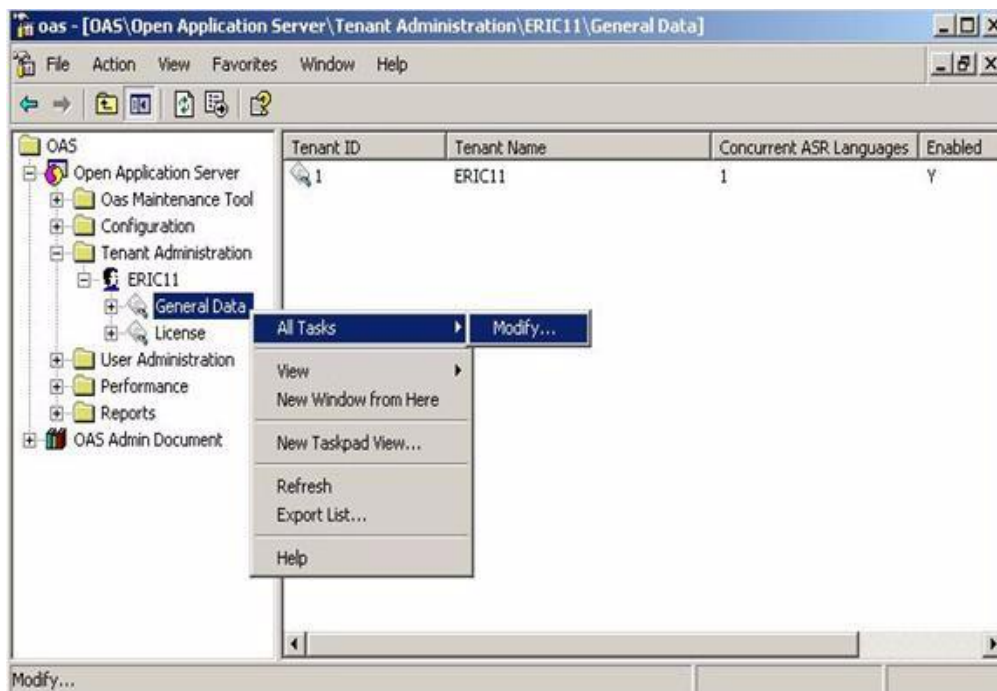 oas - [OAS\Open Application Server\Tenant Administration\ERIC11\General Data]
File Action View Favorites Window Help
OAS
Open Application Server
Oas Maintenance Tool
Configuration
Tenant Administration
ERIC11
General Data
License
User Administration
Performance
Reports
OAS Admin Document
Tenant ID Tenant Name Concurrent ASR Languages Enabled
1 ERIC11 1 Y
All Tasks
View
New Window from Here
New Taskpad View...
Refresh
Export List...
Help
Modify...
Modify...